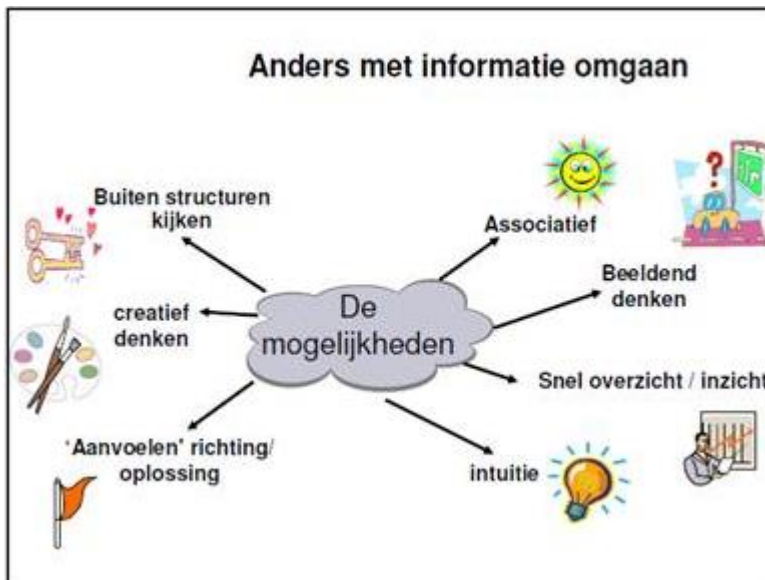 Anders met informatie omgaan
Buiten structuren
kijken
Associatief
Beeldend
denken
creatief
denken
De
mogelijkheden
Snel overzicht / inzicht
'Aanvoelen' richting/
oplossing
intuitie
?